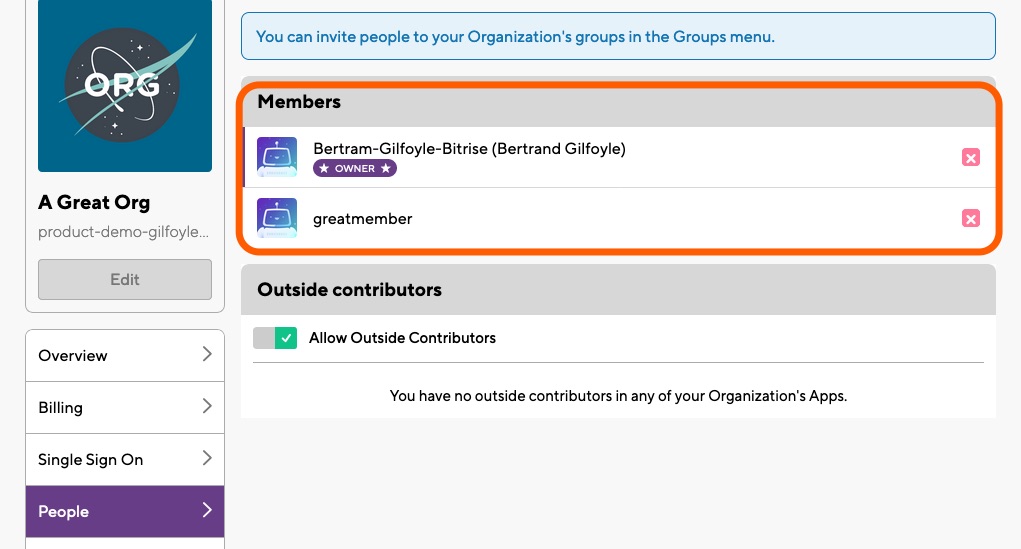 ORG
A Great Org
product-demo-gilfoyle...
Edit
Overview
Billing
Single Sign On
People
You can invite people to your Organization's groups in the Groups menu.
Members
Bertram-Gilfoyle-Bitrise (Bertrand Gilfoyle)
★ OWNER ★
greatmember
Outside contributors
Allow Outside Contributors
You have no outside contributors in any of your Organization's Apps.